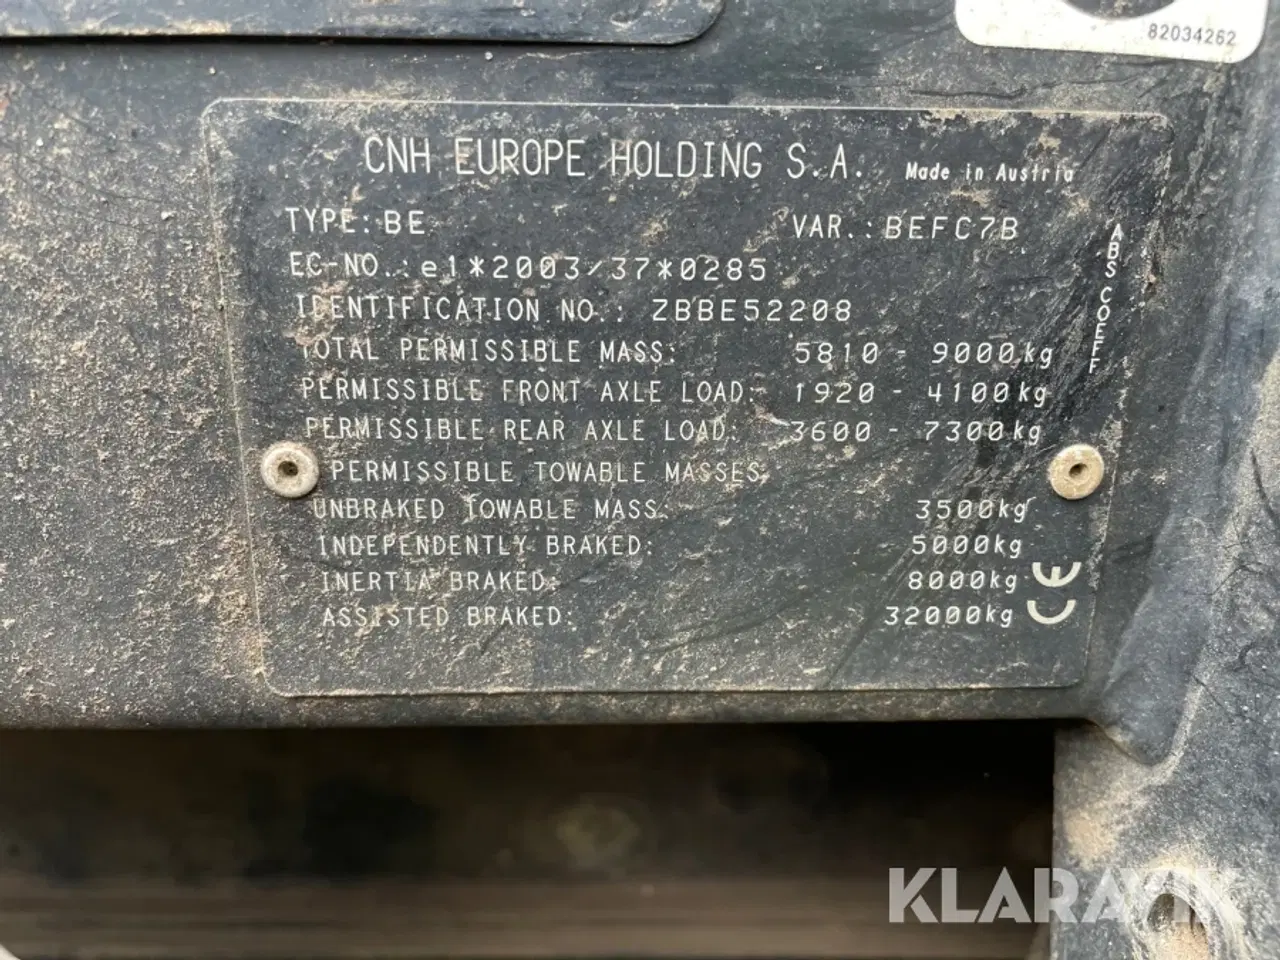 82034262
CNH EUROPE HOLDING S.A. Made in Austria
TYPE: BE VAR.: BEFC7B
EC-NO.: e1*2003/37*0285
IDENTIFICATION NO.: ZBBE52208
TOTAL PERMISSIBLE MASS: 5810 - 9000kg
PERMISSIBLE FRONT AXLE LOAD: 1920 - 4100kg
PERMISSIBLE REAR AXLE LOAD: 3600 - 7300kg
PERMISSIBLE TOWABLE MASSES
UNBRAKED TOWABLE MASS: 3500kg
INDEPENDENTLY BRAKED: 5000kg
INERTIA BRAKED: 8000kg
ASSISTED BRAKED: 32000kg
ABS COEFF
CE
KLARAVIK